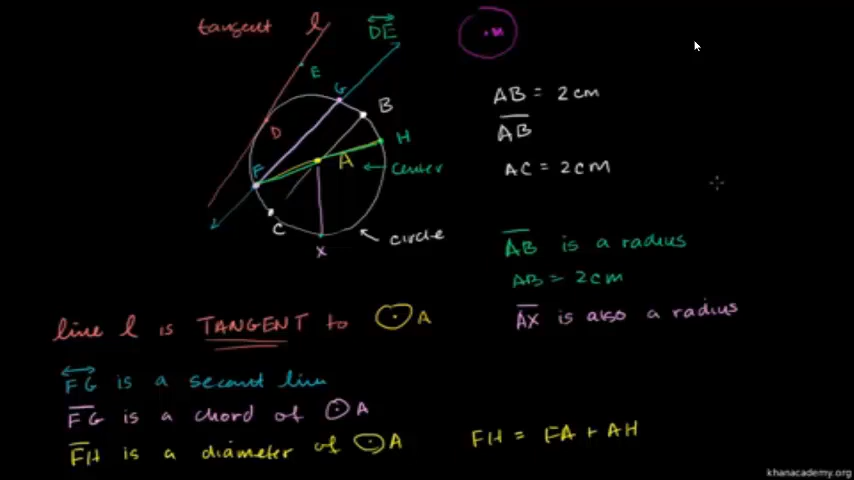 tangent l
DE
M
E
G
B
D
H
A
F
center
C
X
circle
AB = 2cm
AB
AC = 2cm
AB is a radius
AB = 2cm
AX is also a radius
line l is TANGENT to ⊙A
FG is a second line
FG is a chord of ⊙A
FH is a diameter of ⊙A
FH = FA + AH
khanacademy.org